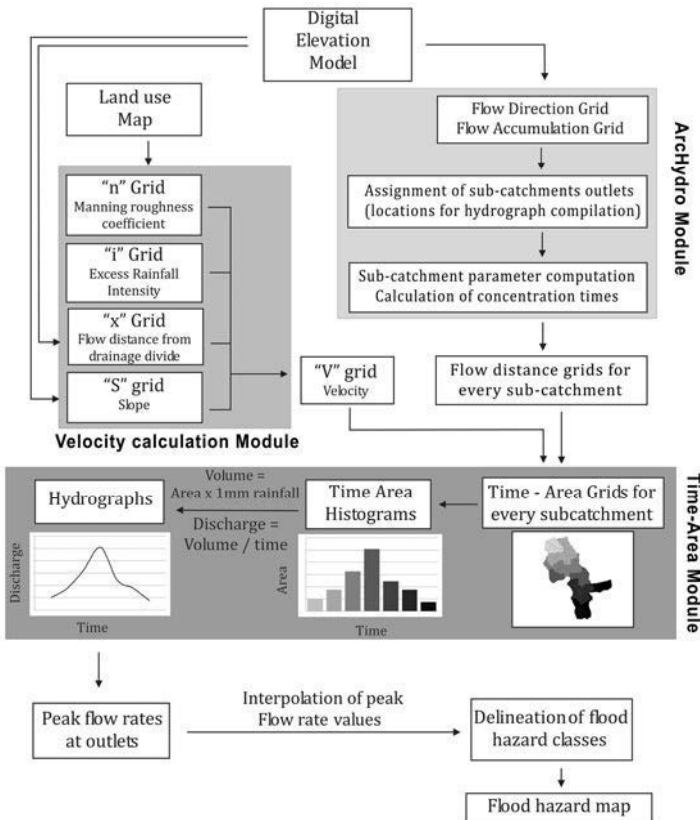 Digital
Elevation
Model
Land use
Map
Flow Direction Grid
Flow Accumulation Grid
Assignment of sub-catchments outlets
(locations for hydrograph compilation)
Sub-catchment parameter computation
Calculation of concentration times
ArcHydro Module
"n" Grid
Manning roughness
coefficient
"i" Grid
Excess Rainfall
Intensity
"x" Grid
Flow distance from
drainage divide
"S" grid
Slope
Velocity calculation Module
"V" grid
Velocity
Flow distance grids for
every sub-catchment
Time-Area Module
Time - Area Grids for
every subcatchment
Time Area
Histograms
Area
Time
Volume =
Area x 1mm rainfall
Discharge =
Volume / time
Hydrographs
Discharge
Time
Peak flow rates
at outlets
Interpolation of peak
Flow rate values
Delineation of flood
hazard classes
Flood hazard map